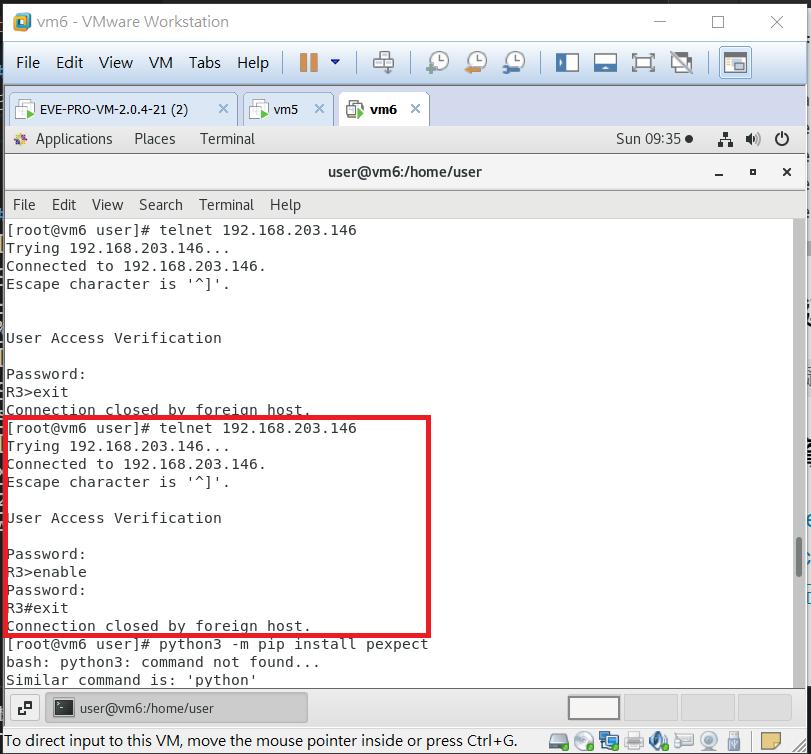 vm6 - VMware Workstation
File Edit View VM Tabs Help
EVE-PRO-VM-2.0.4-21 (2) vm5 vm6
Applications Places Terminal Sun 09:35
user@vm6:/home/user
File Edit View Search Terminal Help
[root@vm6 user]# telnet 192.168.203.146
Trying 192.168.203.146...
Connected to 192.168.203.146.
Escape character is '^]'.
User Access Verification
Password:
R3>exit
Connection closed by foreign host.
[root@vm6 user]# telnet 192.168.203.146
Trying 192.168.203.146...
Connected to 192.168.203.146.
Escape character is '^]'.
User Access Verification
Password:
R3>enable
Password:
R3#exit
Connection closed by foreign host.
[root@vm6 user]# python3 -m pip install pexpect
bash: python3: command not found...
Similar command is: 'python'
user@vm6:/home/user
To direct input to this VM, move the mouse pointer inside or press Ctrl+G.